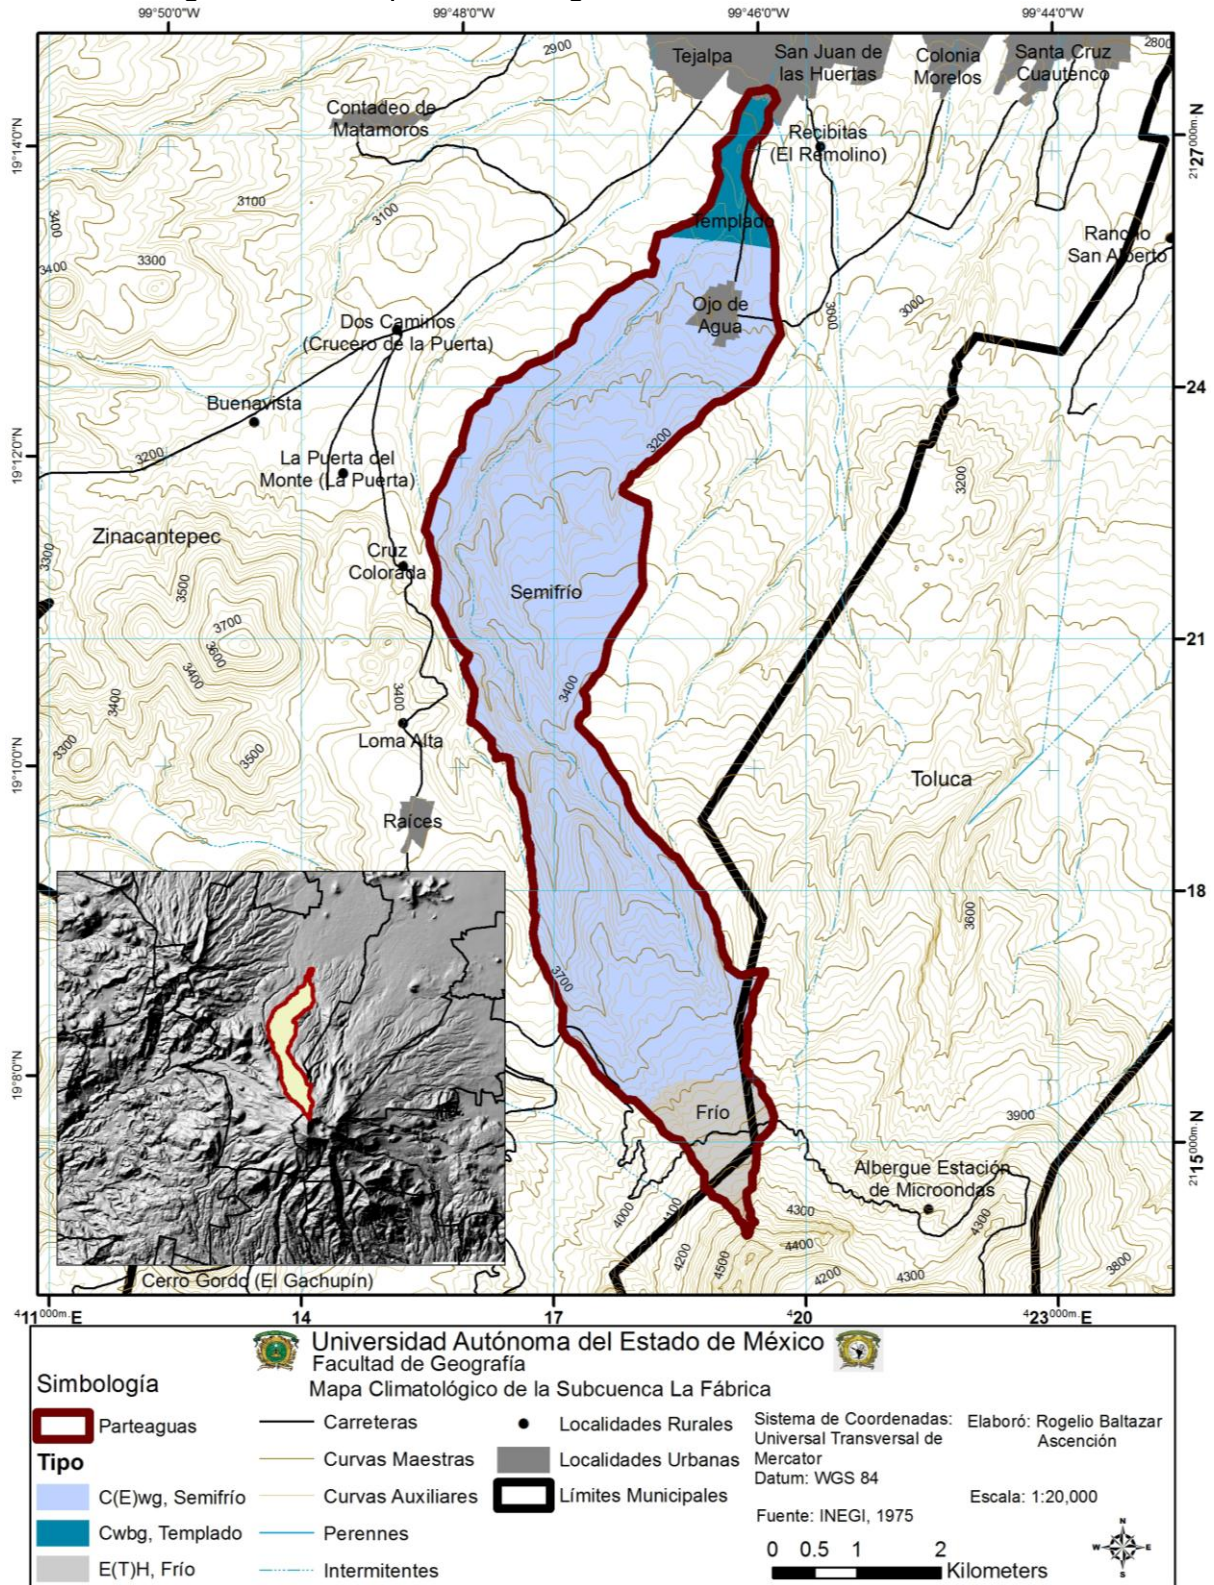 99°50'0"W
99°48'0"W
99°46'0"W
99°44'0"W
2900
Tejalpa
San Juan de
las Huertas
Colonia
Morelos
Santa Cruz
Cuautenco
2800
Contadeo de
Matamoros
Recibitas
(El Remolino)
19°14'0"N
2127000m. N
3100
3100
3400
3300
3400
Templado
Rancho
San Alberto
Ojo de
Agua
3000
3000
Dos Caminos
(Crucero de la Puerta)
24
Buenavista
3200
3200
19°12'0"N
La Puerta del
Monte (La Puerta)
3200
Zinacantepec
3300
Cruz
Colorada
3500
Semifrío
3700
3600
3400
21
3400
3400
3400
3300
3500
Loma Alta
19°10'0"N
Toluca
Raíces
18
3600
3700
19°8'0"N
Frío
3900
2115000m. N
Albergue Estación
de Microondas
4000
4100
4300
4300
4400
4200
4500
4200
4300
3800
Cerro Gordo (El Gachupín)
411000m. E
14
17
420
423000m. E
Universidad Autónoma del Estado de México
Facultad de Geografía
Mapa Climatológico de la Subcuenca La Fábrica
Simbología
Parteaguas
Tipo
C(E)wg, Semifrío
Cwbg, Templado
E(T)H, Frío
Carreteras
Curvas Maestras
Curvas Auxiliares
Perennes
Intermitentes
Localidades Rurales
Localidades Urbanas
Límites Municipales
Sistema de Coordenadas:
Universal Transversal de
Mercator
Datum: WGS 84
Fuente: INEGI, 1975
Elaboró: Rogelio Baltazar
Ascención
Escala: 1:20,000
N
W
E
S
0 0.5 1 2
Kilometers